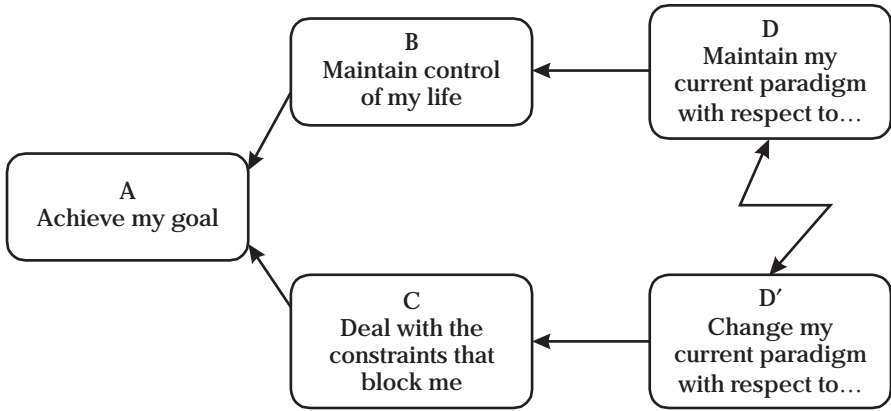 B
Maintain control
of my life
D
Maintain my
current paradigm
with respect to…
A
Achieve my goal
C
Deal with the
constraints that
block me
D′
Change my
current paradigm
with respect to…